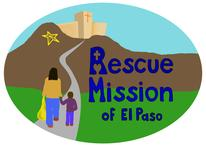 Rescue
Mission
of El Paso